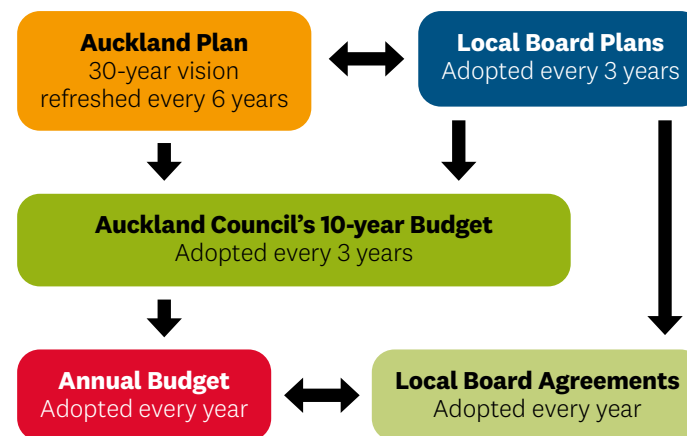 Auckland Plan
30-year vision
refreshed every 6 years
Local Board Plans
Adopted every 3 years
Auckland Council’s 10-year Budget
Adopted every 3 years
Annual Budget
Adopted every year
Local Board Agreements
Adopted every year